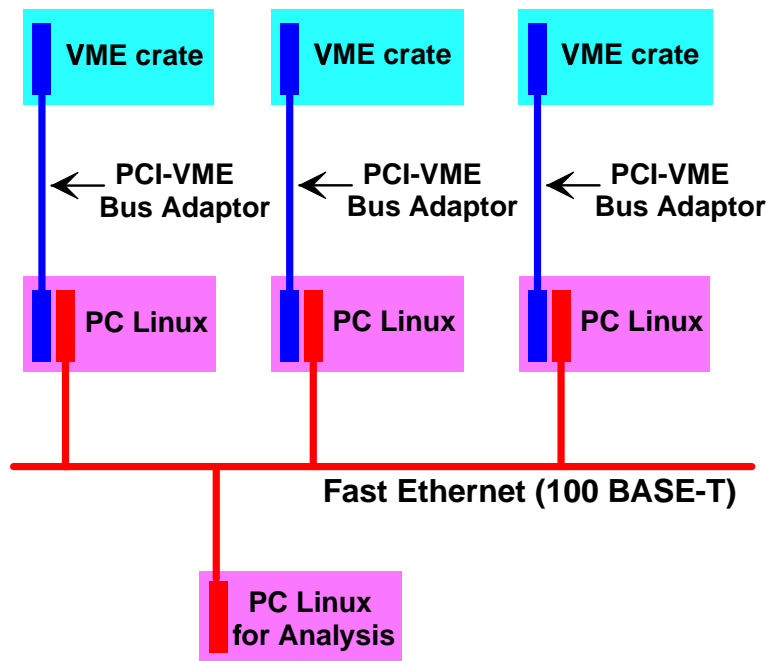 VME crate
VME crate
VME crate
PCI-VME
Bus Adaptor
PCI-VME
Bus Adaptor
PCI-VME
Bus Adaptor
PC Linux
PC Linux
PC Linux
Fast Ethernet (100 BASE-T)
PC Linux
for Analysis